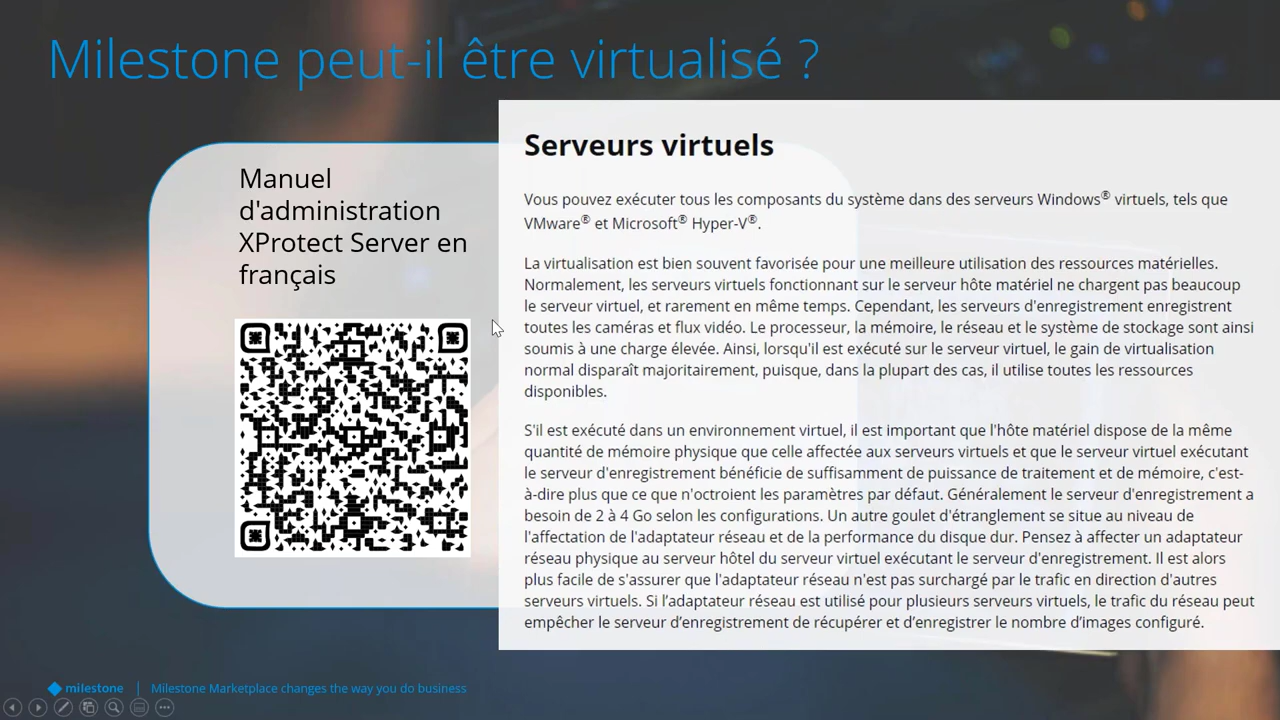 Milestone peut-il être virtualisé ?
Manuel
d'administration
XProtect Server en
français
Serveurs virtuels
Vous pouvez exécuter tous les composants du système dans des serveurs Windows® virtuels, tels que
VMware® et Microsoft® Hyper-V®.
La virtualisation est bien souvent favorisée pour une meilleure utilisation des ressources matérielles.
Normalement, les serveurs virtuels fonctionnant sur le serveur hôte matériel ne chargent pas beaucoup
le serveur virtuel, et rarement en même temps. Cependant, les serveurs d'enregistrement enregistrent
toutes les caméras et flux vidéo. Le processeur, la mémoire, le réseau et le système de stockage sont ainsi
soumis à une charge élevée. Ainsi, lorsqu'il est exécuté sur le serveur virtuel, le gain de virtualisation
normal disparaît majoritairement, puisque, dans la plupart des cas, il utilise toutes les ressources
disponibles.
S'il est exécuté dans un environnement virtuel, il est important que l'hôte matériel dispose de la même
quantité de mémoire physique que celle affectée aux serveurs virtuels et que le serveur virtuel exécutant
le serveur d'enregistrement bénéficie de suffisamment de puissance de traitement et de mémoire, c'est-
à-dire plus que ce que n'octroient les paramètres par défaut. Généralement le serveur d'enregistrement a
besoin de 2 à 4 Go selon les configurations. Un autre goulet d'étranglement se situe au niveau de
l'affectation de l'adaptateur réseau et de la performance du disque dur. Pensez à affecter un adaptateur
réseau physique au serveur hôtel du serveur virtuel exécutant le serveur d'enregistrement. Il est alors
plus facile de s'assurer que l'adaptateur réseau n'est pas surchargé par le trafic en direction d'autres
serveurs virtuels. Si l’adaptateur réseau est utilisé pour plusieurs serveurs virtuels, le trafic du réseau peut
empêcher le serveur d’enregistrement de récupérer et d’enregistrer le nombre d’images configuré.
milestone | Milestone Marketplace changes the way you do business